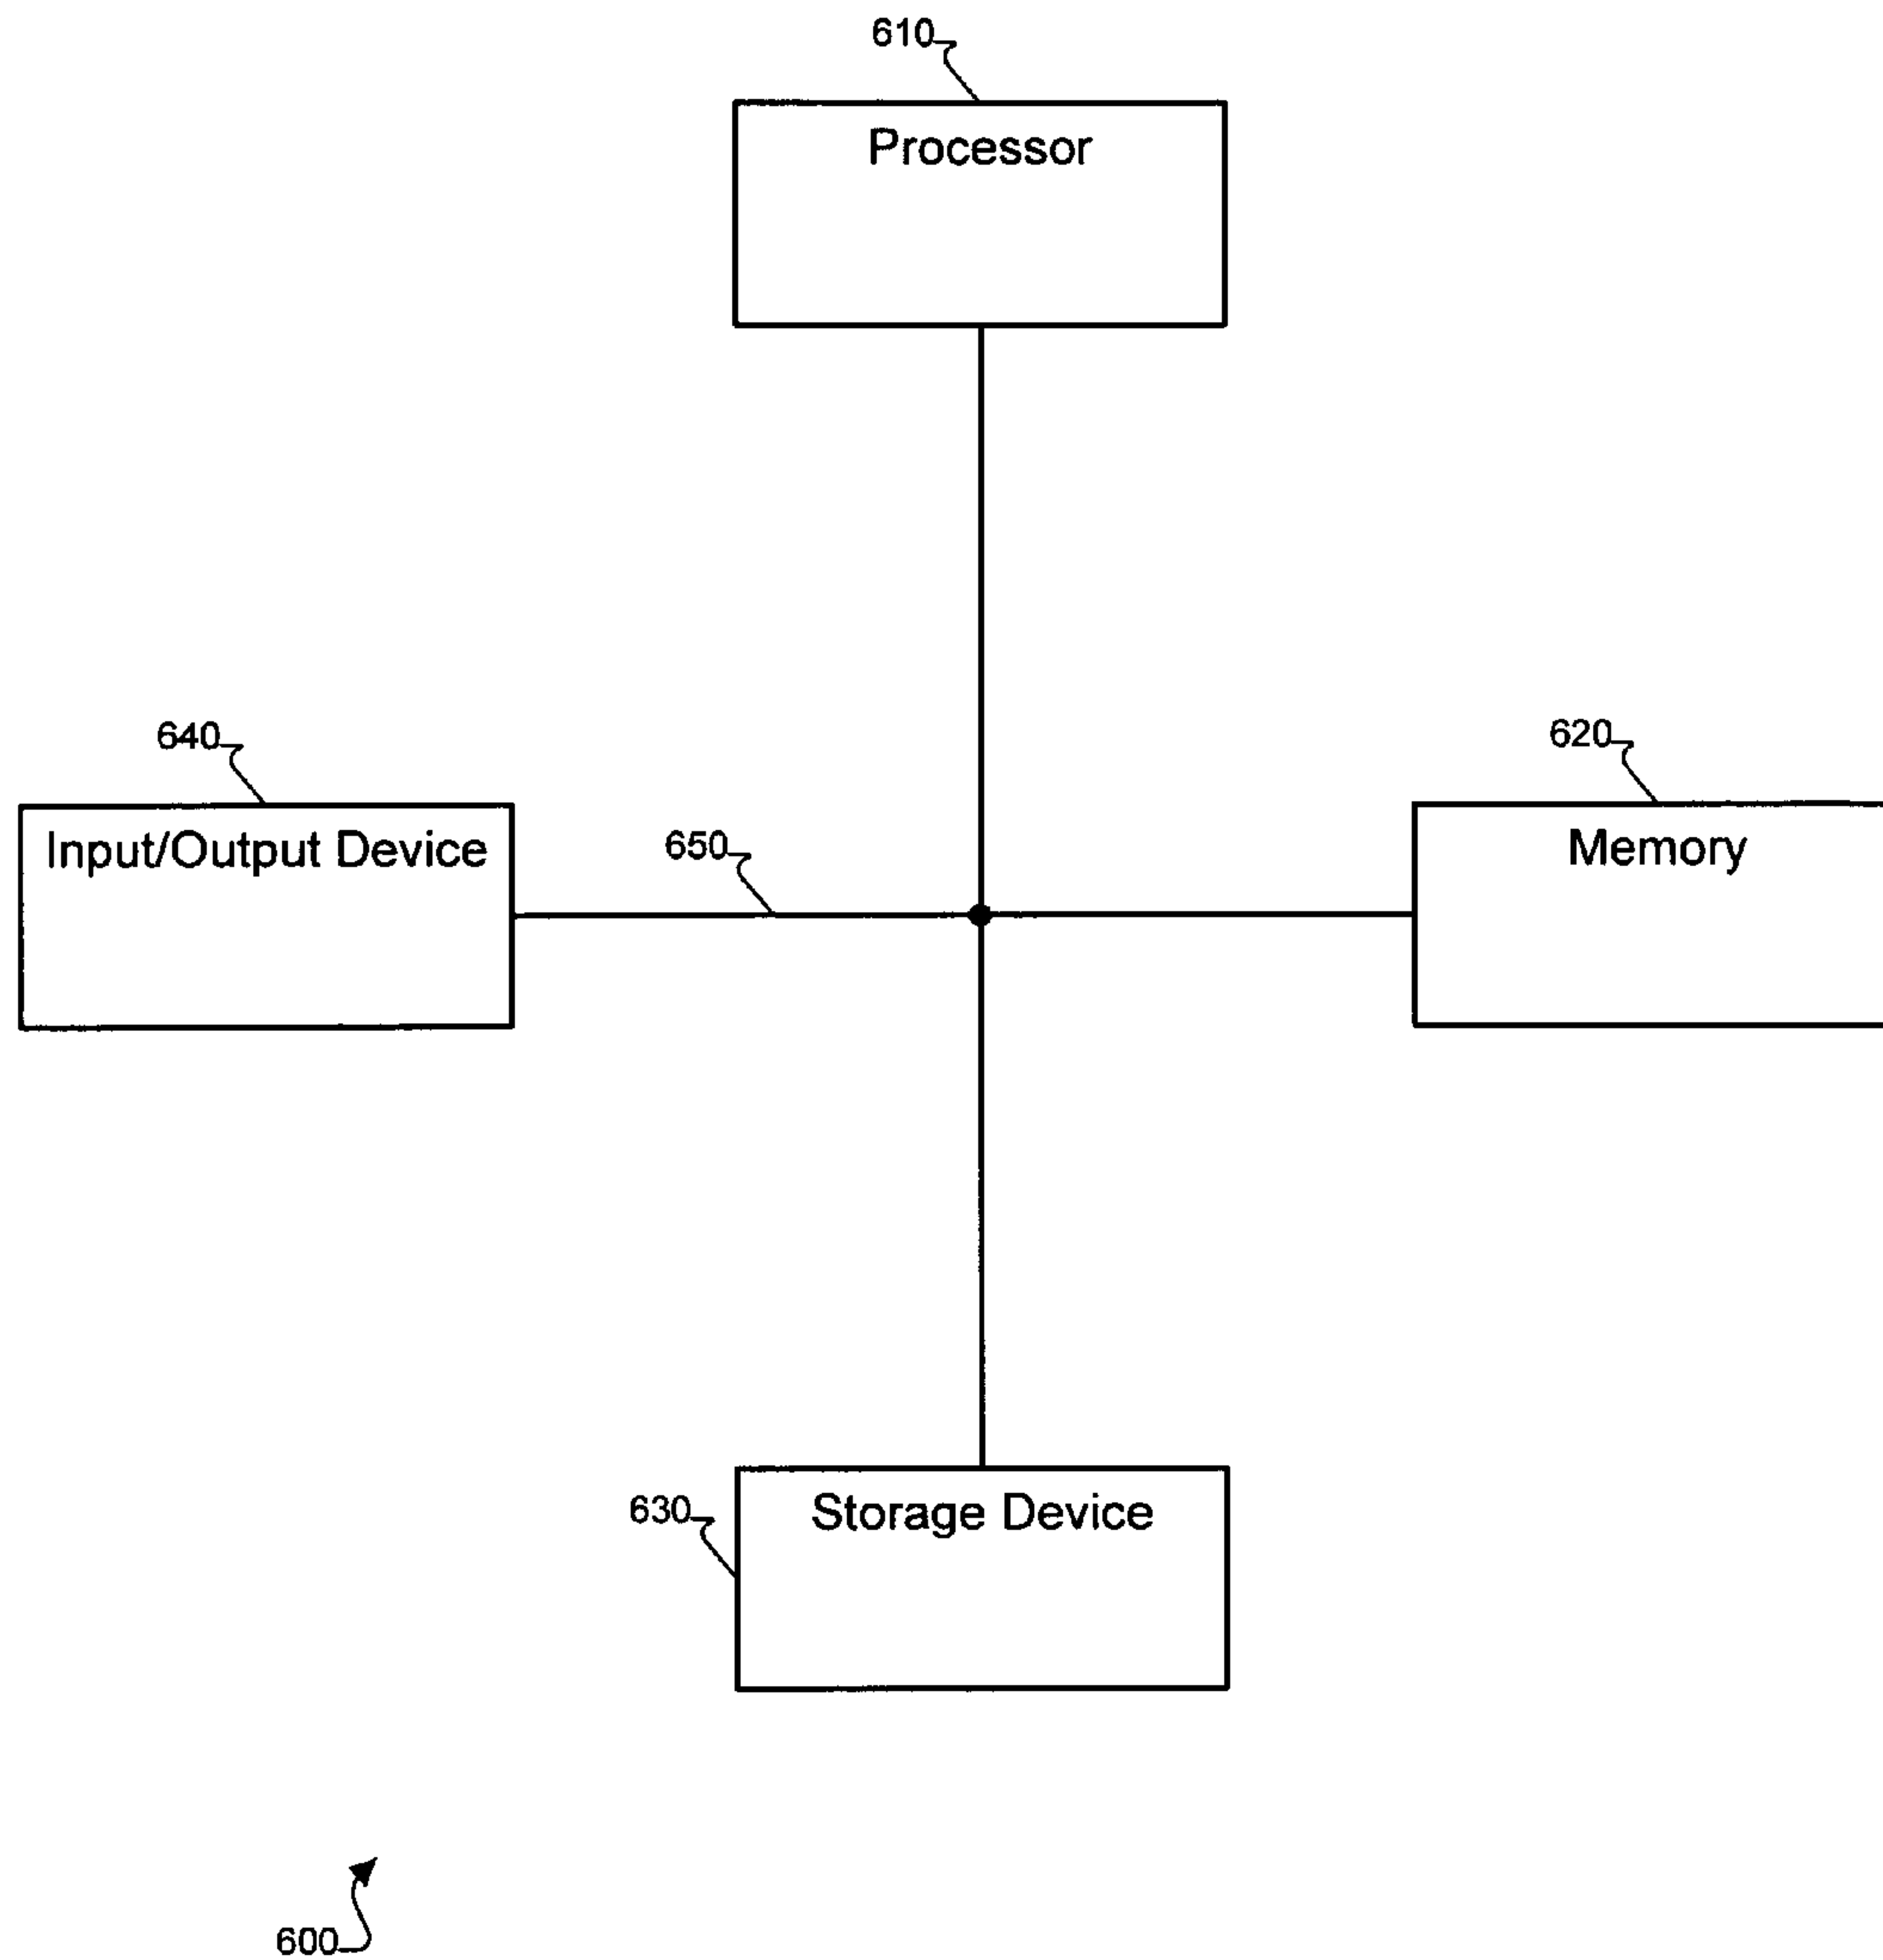 610
Processor
640
620
Input/Output Device
650
Memory
630
Storage Device
600